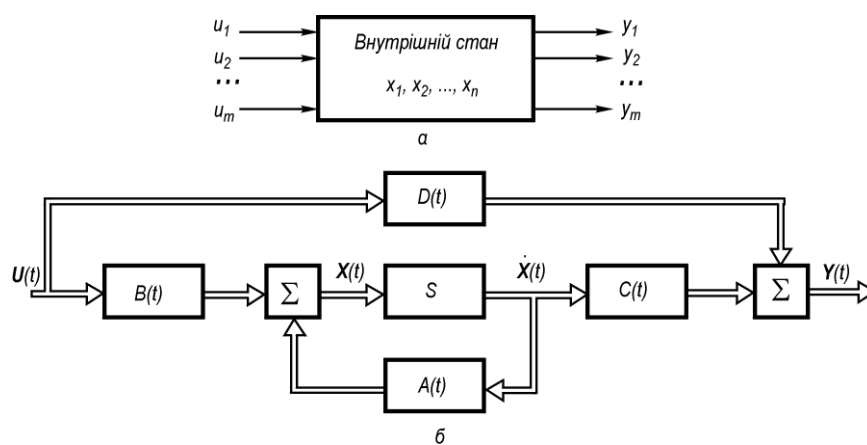 u1
u2
...
um
Внутрішній стан
x1, x2, ..., xn
y1
y2
...
ym
а
D(t)
U(t)
B(t)
Σ
X(t)
S
Ẋ(t)
C(t)
Σ
Y(t)
A(t)
б